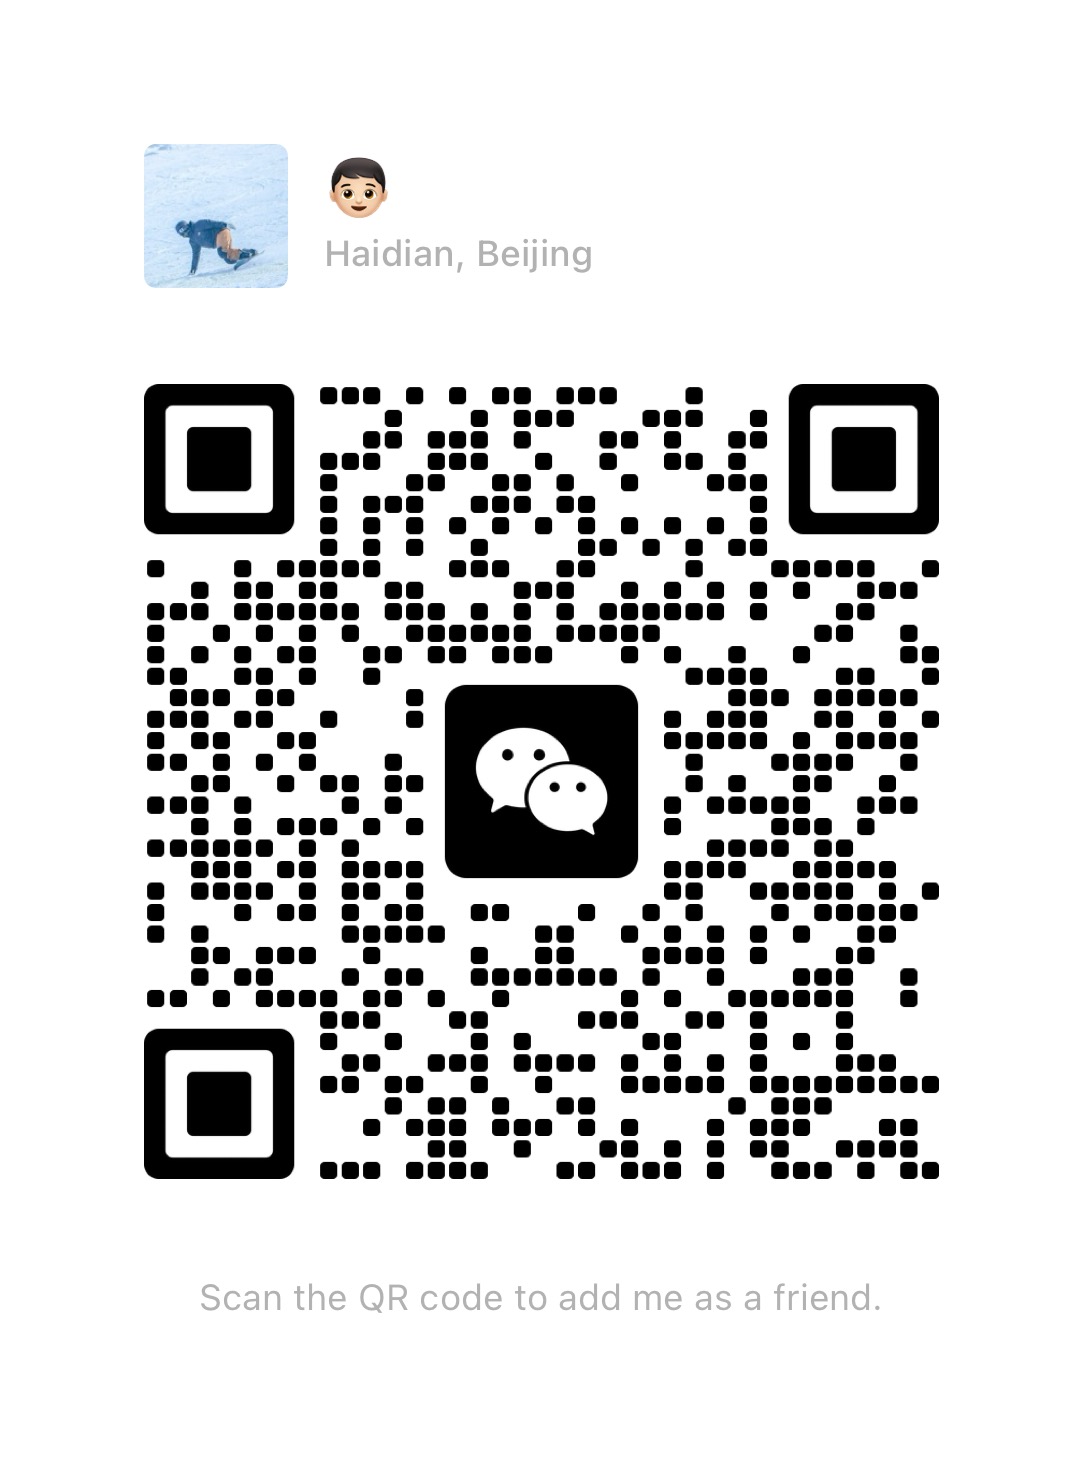 👦🏻
Haidian, Beijing
Scan the QR code to add me as a friend.